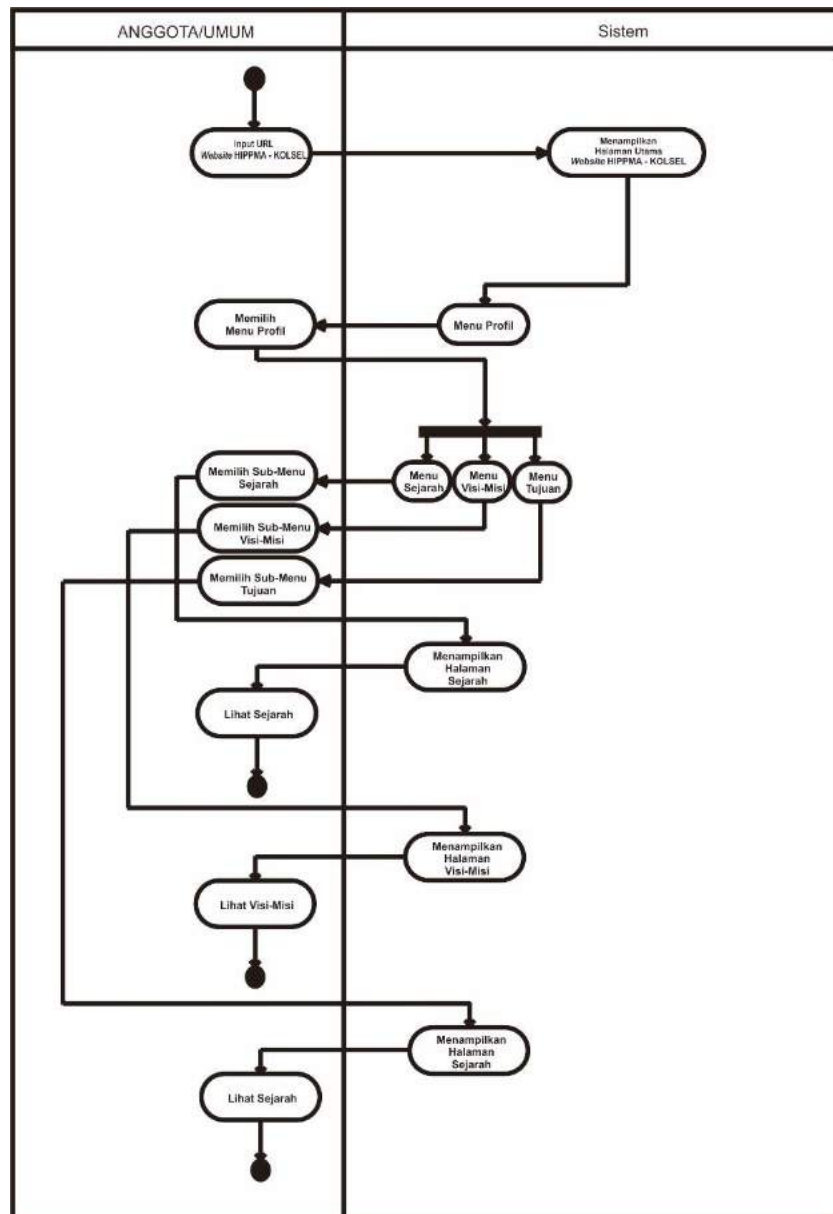 ANGGOTA/UMUM
Sistem
Input URL
Website HIPPMA - KOLSEL
Menampilkan
Halaman Utama
Website HIPPMA - KOLSEL
Memilih
Menu Profil
Menu Profil
Memilih Sub-Menu
Sejarah
Menu
Sejarah
Menu
Visi-Misi
Menu
Tujuan
Memilih Sub-Menu
Visi-Misi
Memilih Sub-Menu
Tujuan
Menampilkan
Halaman
Sejarah
Lihat Sejarah
Menampilkan
Halaman
Visi-Misi
Lihat Visi-Misi
Menampilkan
Halaman
Sejarah
Lihat Sejarah